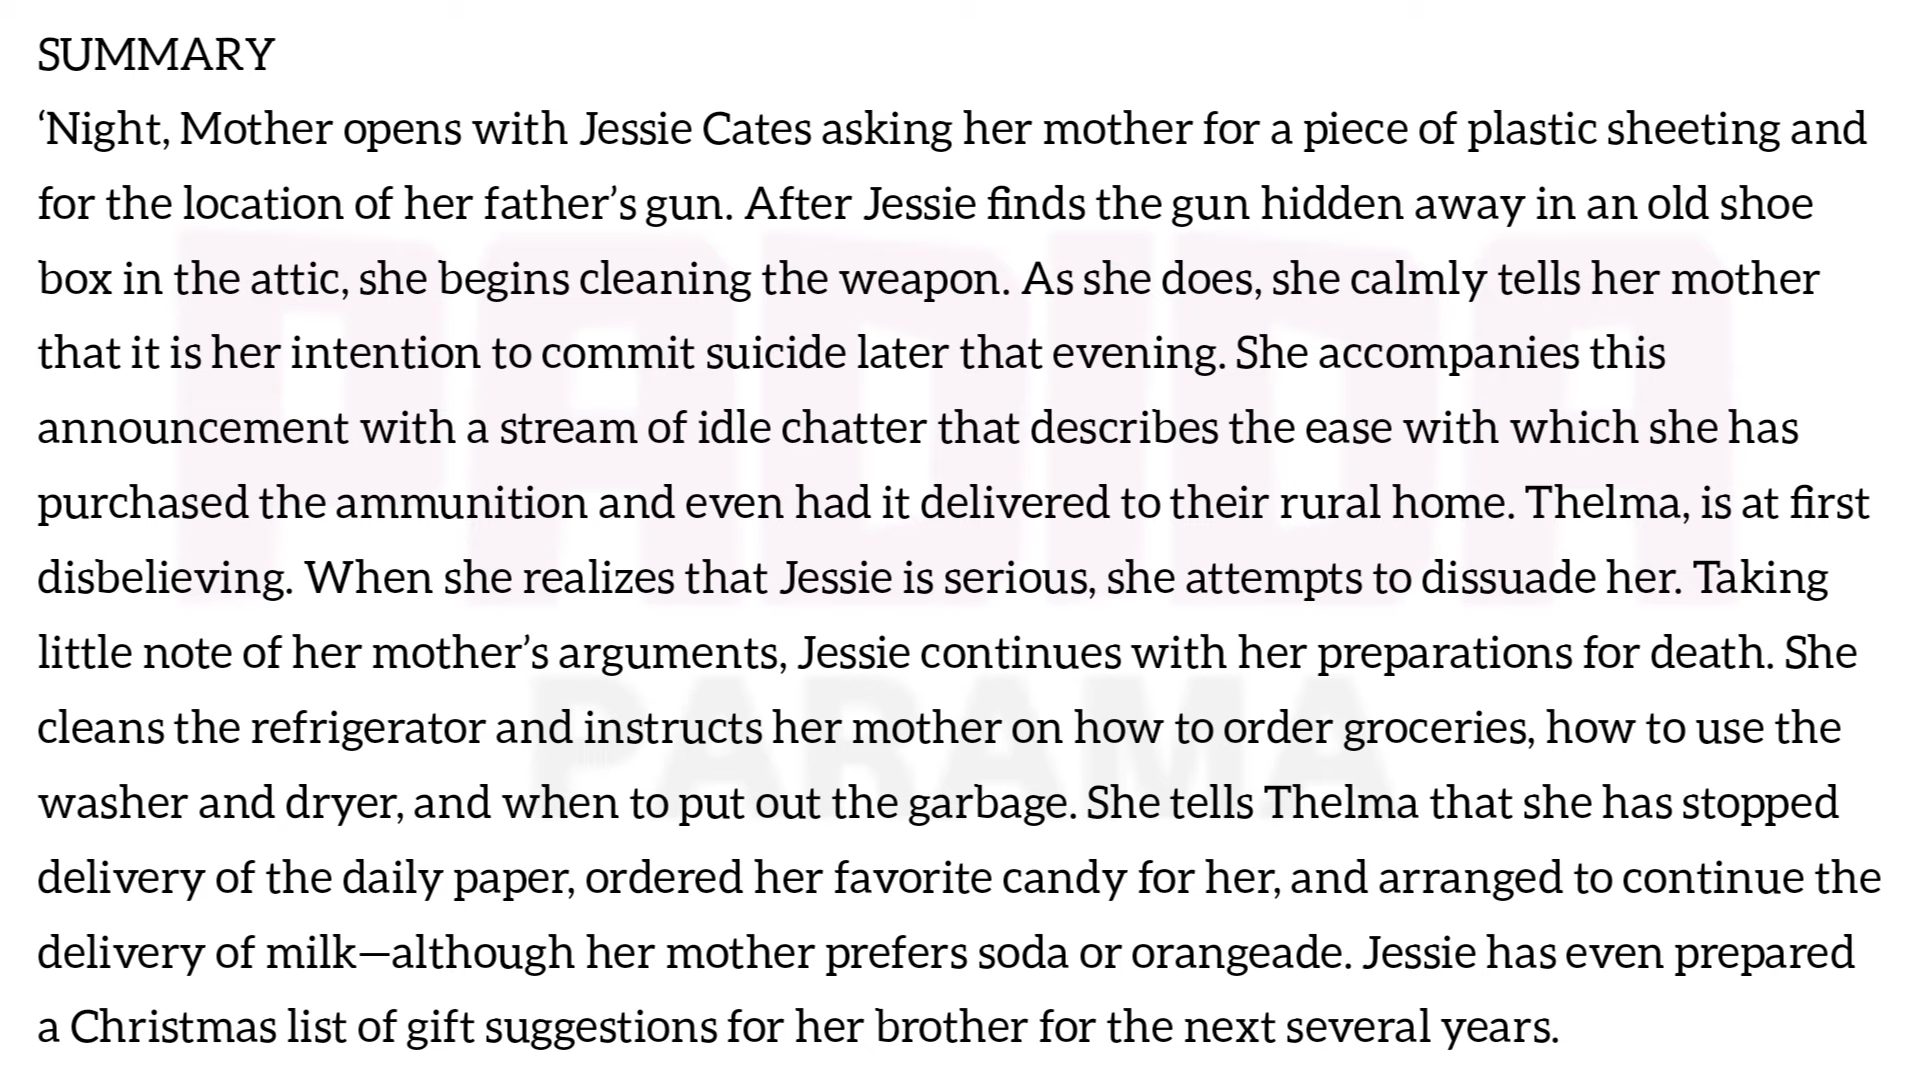 SUMMARY
‘Night, Mother opens with Jessie Cates asking her mother for a piece of plastic sheeting and
for the location of her father’s gun. After Jessie finds the gun hidden away in an old shoe
box in the attic, she begins cleaning the weapon. As she does, she calmly tells her mother
that it is her intention to commit suicide later that evening. She accompanies this
announcement with a stream of idle chatter that describes the ease with which she has
purchased the ammunition and even had it delivered to their rural home. Thelma, is at first
disbelieving. When she realizes that Jessie is serious, she attempts to dissuade her. Taking
little note of her mother’s arguments, Jessie continues with her preparations for death. She
cleans the refrigerator and instructs her mother on how to order groceries, how to use the
washer and dryer, and when to put out the garbage. She tells Thelma that she has stopped
delivery of the daily paper, ordered her favorite candy for her, and arranged to continue the
delivery of milk—although her mother prefers soda or orangeade. Jessie has even prepared
a Christmas list of gift suggestions for her brother for the next several years.
PADIDA
PARAMA